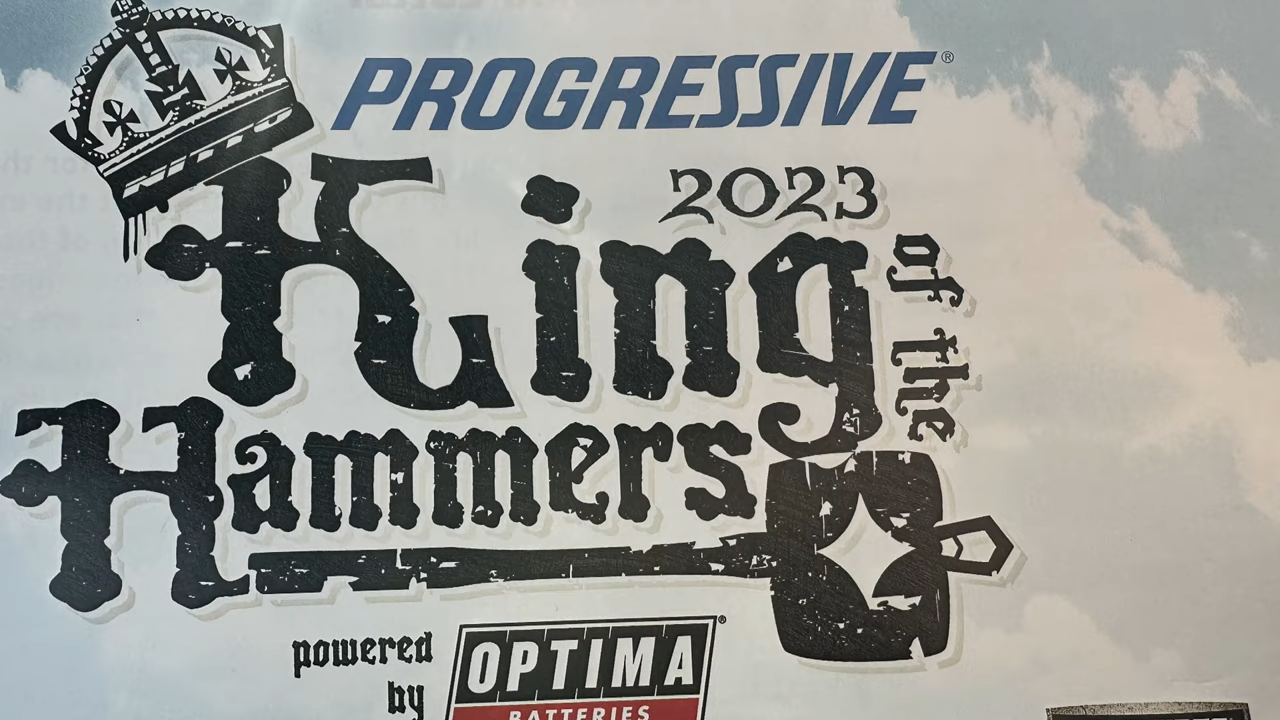 PROGRESSIVE®
2023
King
of the
Hammers
powered
by
OPTIMA®
BATTERIES